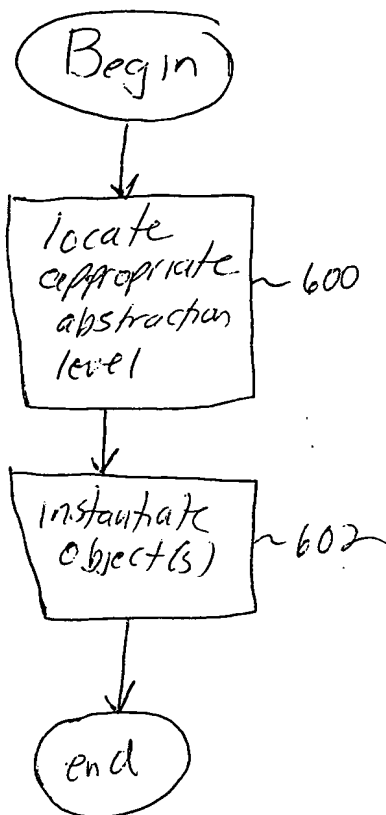 Begin
locate
appropriate
abstraction
level
600
instantiate
object(s)
602
end